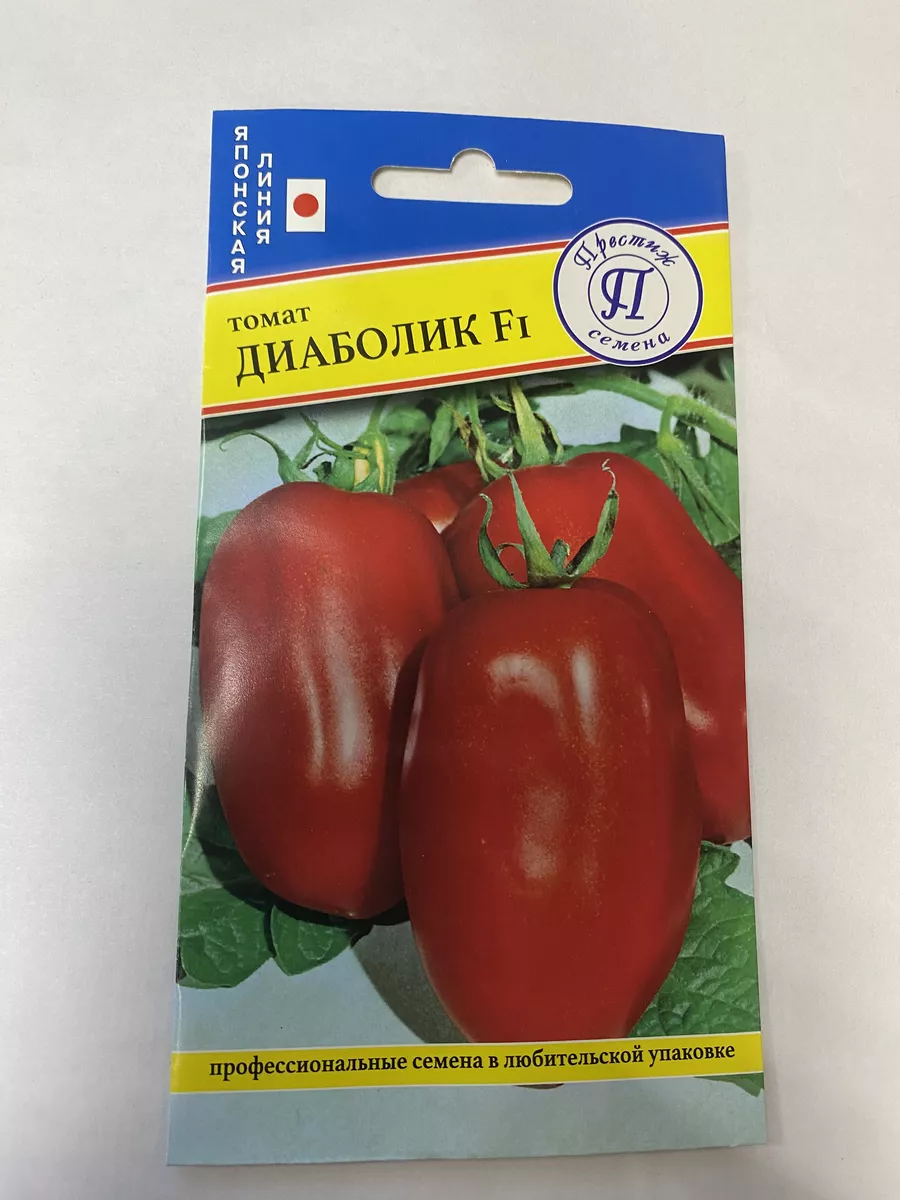 ЯПОНСКАЯ
ЛИНИЯ
Престиж
П
семена
томат
ДИАБОЛИК F1
профессиональные семена в любительской упаковке